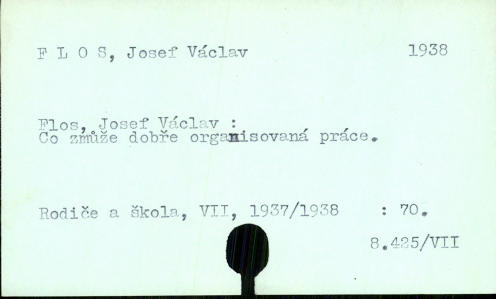 F L O S, Josef Václav 1938
Flos, Josef Václav :
Co zmůže dobře organisovaná práce.
Rodiče a škola, VII, 1937/1938 : 70.
8.425/VII